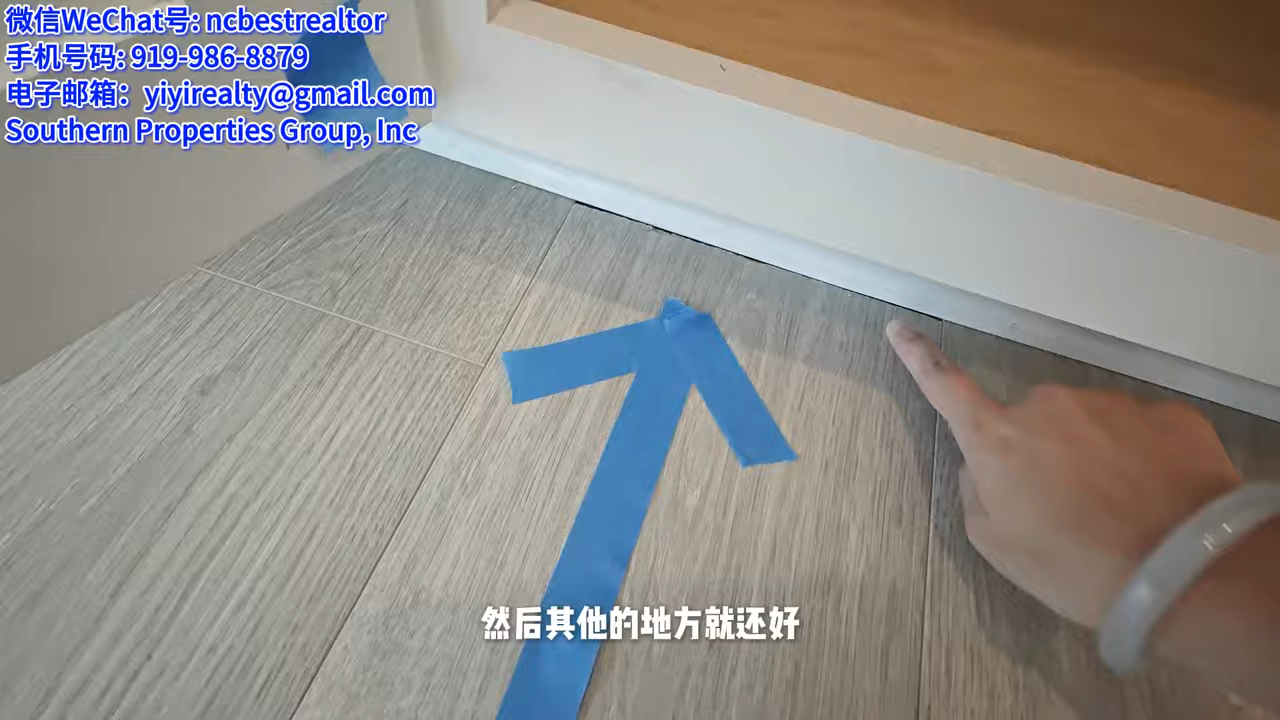 微信WeChat号: ncbestrealtor
手机号码: 919-986-8879
电子邮箱：yiyirealty@gmail.com
Southern Properties Group, Inc
然后其他的地方就还好